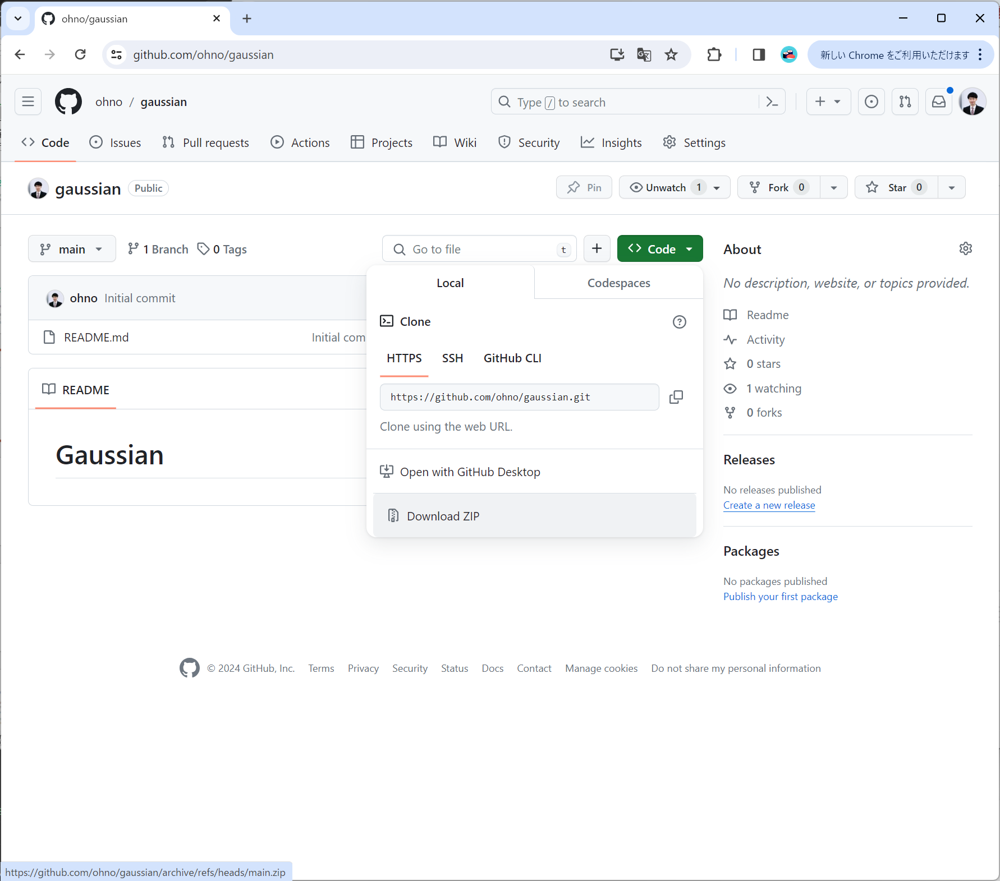 ohno/gaussian
github.com/ohno/gaussian
新しい Chrome をご利用いただけます
ohno / gaussian
Type / to search
Code Issues Pull requests Actions Projects Wiki Security Insights Settings
gaussian Public
Pin Unwatch 1 Fork 0 Star 0
main 1 Branch 0 Tags
Go to file t
Code
About
Local Codespaces
No description, website, or topics provided.
ohno Initial commit
Clone
Readme
README.md Initial com
Activity
HTTPS SSH GitHub CLI
0 stars
README
1 watching
https://github.com/ohno/gaussian.git
0 forks
Clone using the web URL.
Gaussian
Releases
Open with GitHub Desktop
No releases published
Create a new release
Download ZIP
Packages
No packages published
Publish your first package
© 2024 GitHub, Inc. Terms Privacy Security Status Docs Contact Manage cookies Do not share my personal information
https://github.com/ohno/gaussian/archive/refs/heads/main.zip